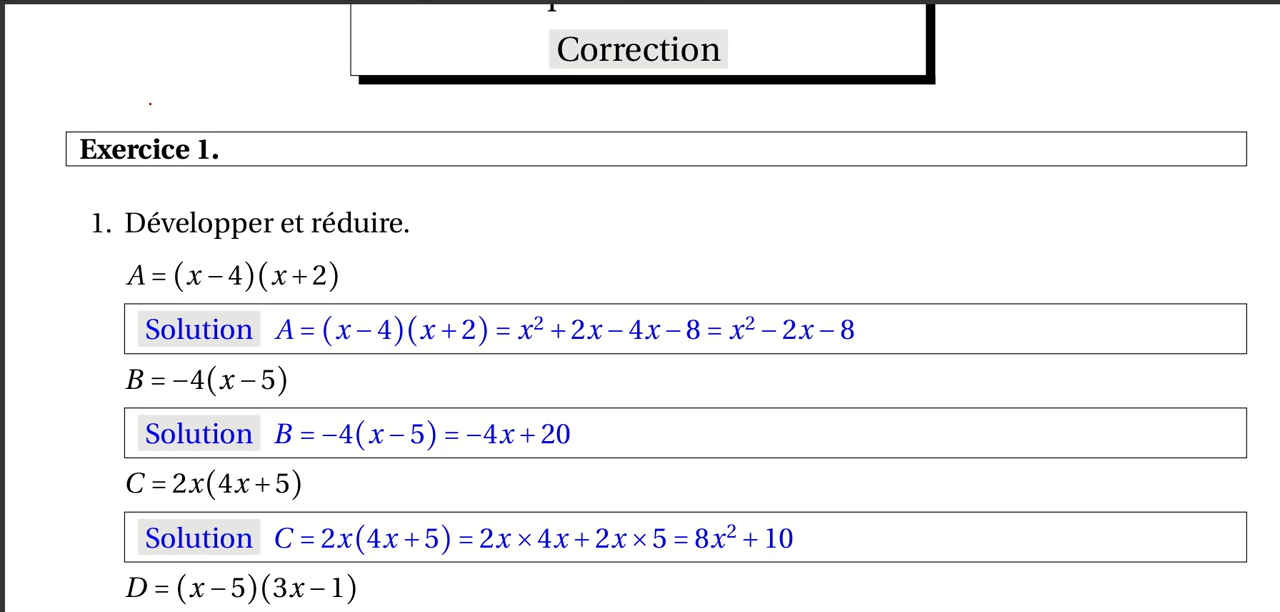 Correction
Exercice 1.
1. Développer et réduire.
A = (x − 4)(x + 2)
Solution A = (x − 4)(x + 2) = x² + 2x − 4x − 8 = x² − 2x − 8
B = −4(x − 5)
Solution B = −4(x − 5) = −4x + 20
C = 2x(4x + 5)
Solution C = 2x(4x + 5) = 2x × 4x + 2x × 5 = 8x² + 10
D = (x − 5)(3x − 1)